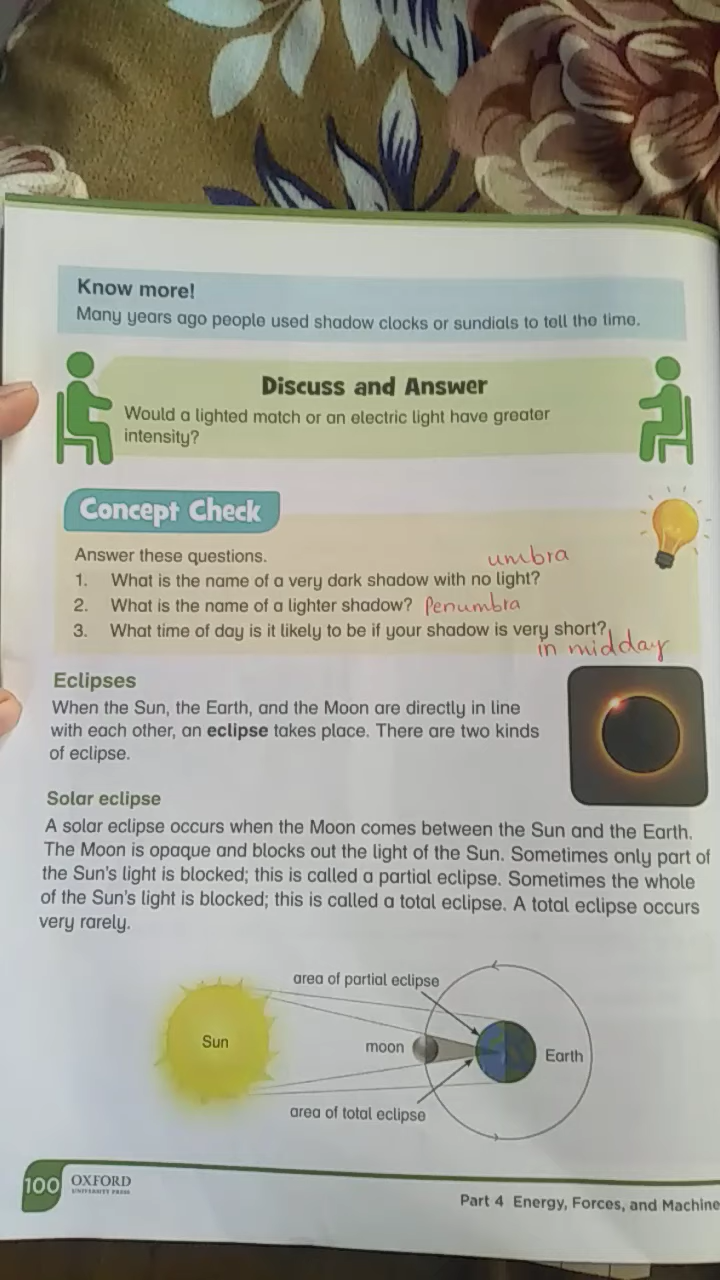 Know more!
Many years ago people used shadow clocks or sundials to tell the time.
Discuss and Answer
Would a lighted match or an electric light have greater
intensity?
Concept Check
Answer these questions.
umbra
1. What is the name of a very dark shadow with no light?
2. What is the name of a lighter shadow? Penumbra
3. What time of day is it likely to be if your shadow is very short?
in midday
Eclipses
When the Sun, the Earth, and the Moon are directly in line
with each other, an eclipse takes place. There are two kinds
of eclipse.
Solar eclipse
A solar eclipse occurs when the Moon comes between the Sun and the Earth.
The Moon is opaque and blocks out the light of the Sun. Sometimes only part of
the Sun's light is blocked; this is called a partial eclipse. Sometimes the whole
of the Sun's light is blocked; this is called a total eclipse. A total eclipse occurs
very rarely.
area of partial eclipse
Sun
moon
Earth
area of total eclipse
100
OXFORD
UNIVERSITY PRESS
Part 4 Energy, Forces, and Machine